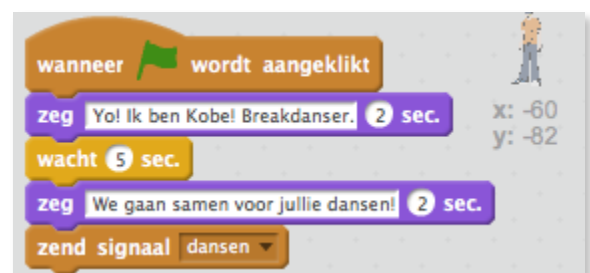 wanneer wordt aangeklikt
zeg Yo! Ik ben Kobe! Breakdanser. 2 sec.
x: -60
y: -82
wacht 5 sec.
zeg We gaan samen voor jullie dansen! 2 sec.
zend signaal dansen